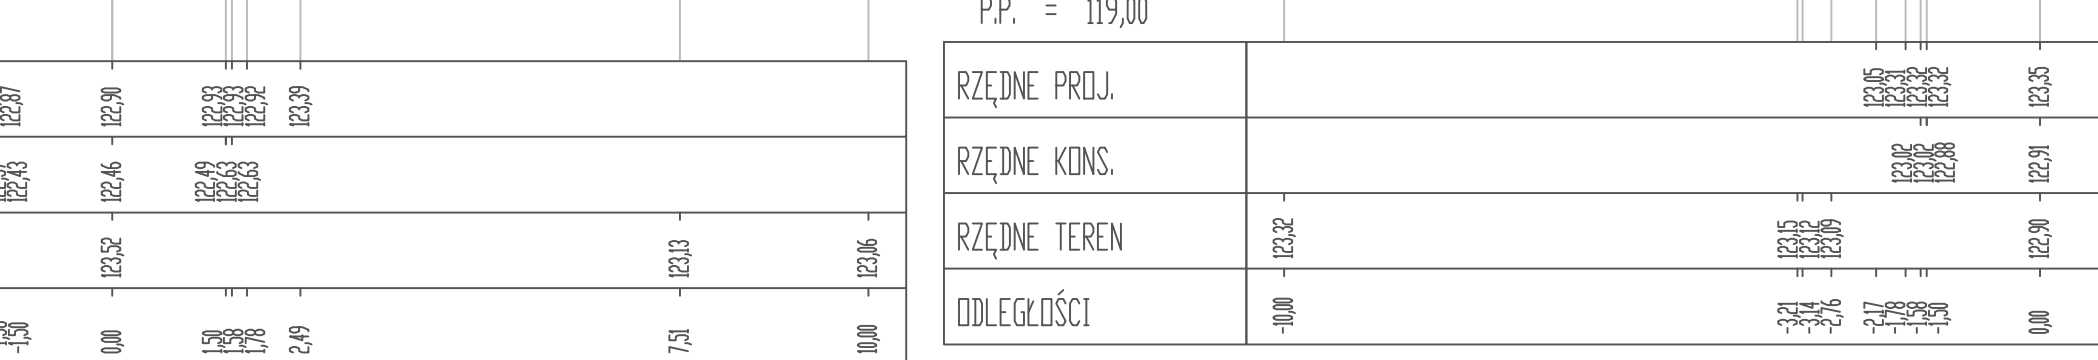 P.P. = 119,00
122,87 122,90 122,93 122,93 122,92 123,39
122,43 122,46 122,49 122,63 122,63
123,52 123,13 123,06
-1,50 0,00 1,50 1,58 1,78 2,49 7,51 10,00
RZĘDNE PROJ. 123,05 123,31 123,32 123,32 123,35
RZĘDNE KONS. 123,02 123,02 122,88 122,91
RZĘDNE TEREN 123,32 123,15 123,12 123,09 122,90
ODLEGŁOŚCI -10,00 -3,21 -3,14 -2,76 -2,17 -1,78 -1,58 -1,50 0,00